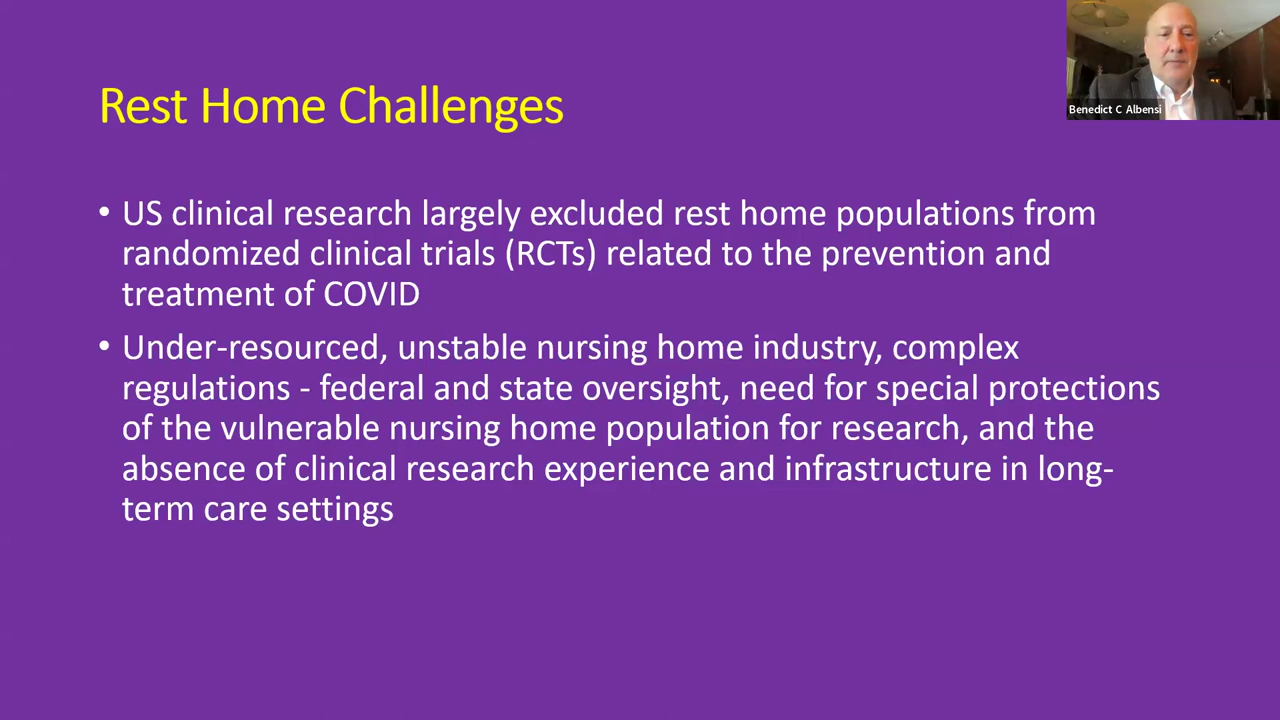 Benedict C Albensi
Rest Home Challenges
• US clinical research largely excluded rest home populations from
randomized clinical trials (RCTs) related to the prevention and
treatment of COVID
• Under-resourced, unstable nursing home industry, complex
regulations - federal and state oversight, need for special protections
of the vulnerable nursing home population for research, and the
absence of clinical research experience and infrastructure in long-
term care settings